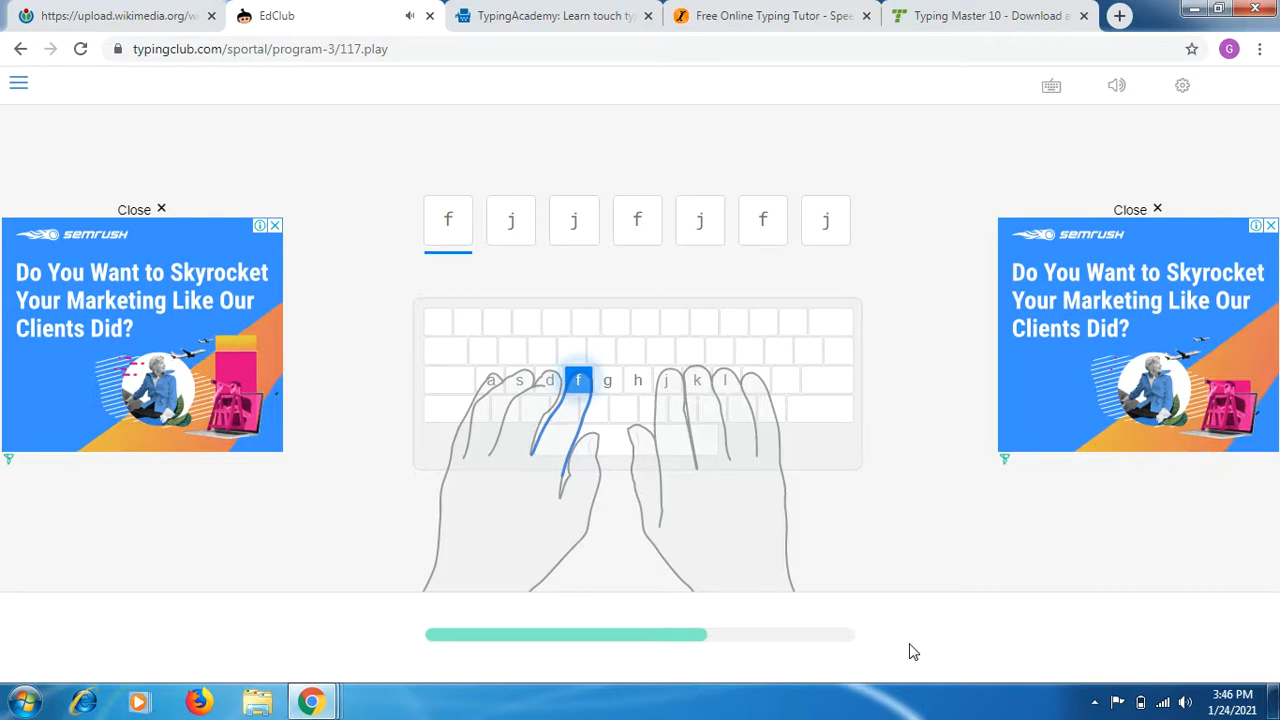 https://upload.wikimedia.org/w
EdClub
TypingAcademy: Learn touch ty
Free Online Typing Tutor - Spee
Typing Master 10 - Download a
typingclub.com/sportal/program-3/117.play
G
f j j f j f j
Close ×
SEMRUSH
Do You Want to Skyrocket
Your Marketing Like Our
Clients Did?
Close ×
SEMRUSH
Do You Want to Skyrocket
Your Marketing Like Our
Clients Did?
a s d f g h j k l
3:46 PM
1/24/2021